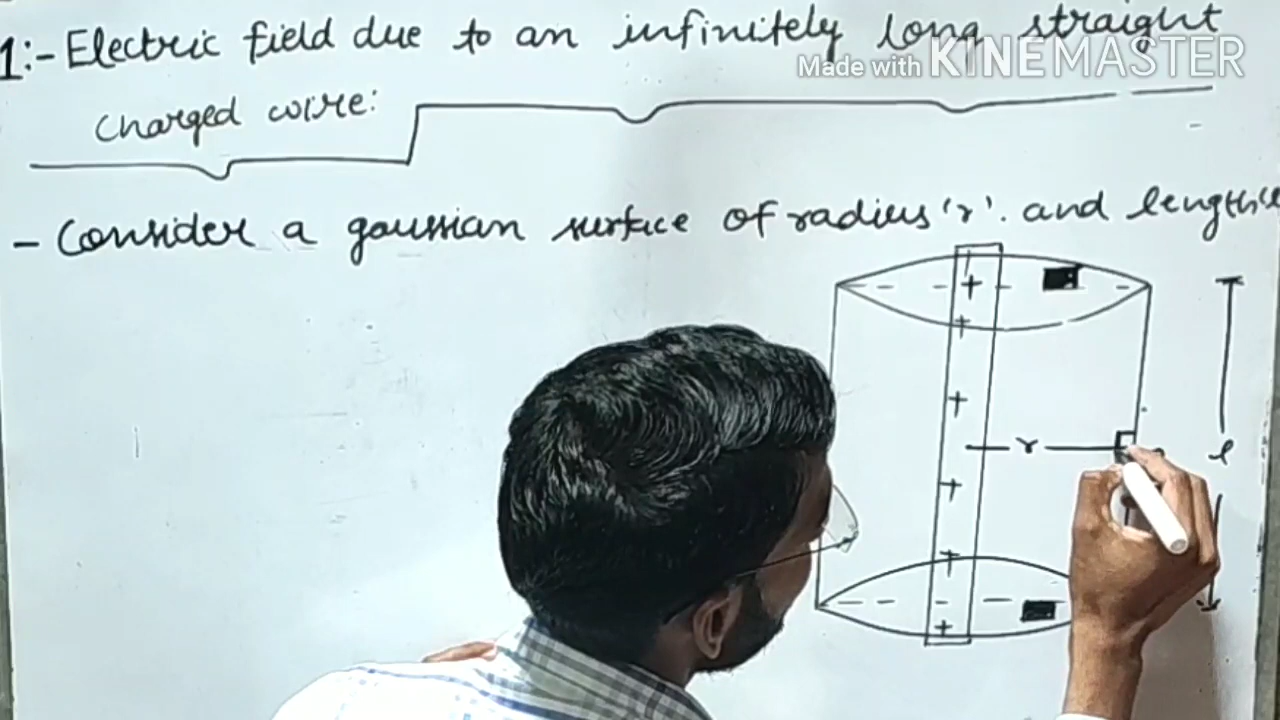 1:- Electric field due to an infinitely long straight
Made with KINEMASTER
charged wire:
- Consider a gaussian surface of radius 'r'. and length 'l
+
+
+
r
l
+
+
+